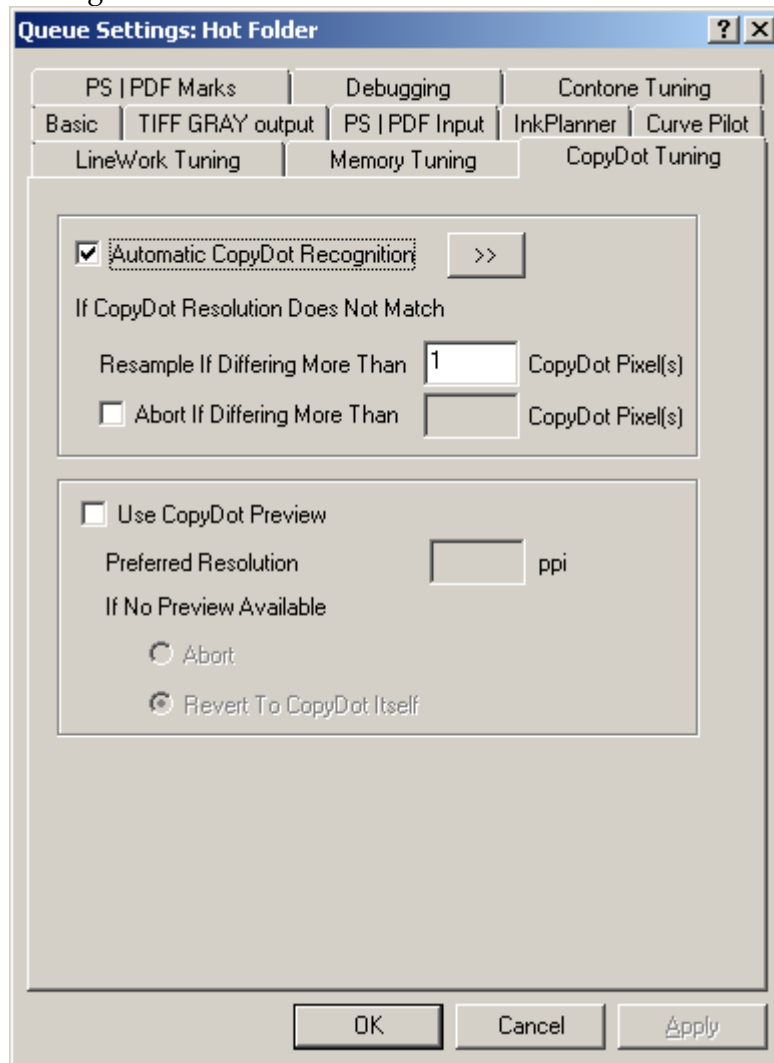 Queue Settings: Hot Folder
PS | PDF Marks Debugging Contone Tuning
Basic TIFF GRAY output PS | PDF Input InkPlanner Curve Pilot
LineWork Tuning Memory Tuning CopyDot Tuning
Automatic CopyDot Recognition >>
If CopyDot Resolution Does Not Match
Resample If Differing More Than 1 CopyDot Pixel(s)
Abort If Differing More Than CopyDot Pixel(s)
Use CopyDot Preview
Preferred Resolution ppi
If No Preview Available
Abort
Revert To CopyDot Itself
OK Cancel Apply